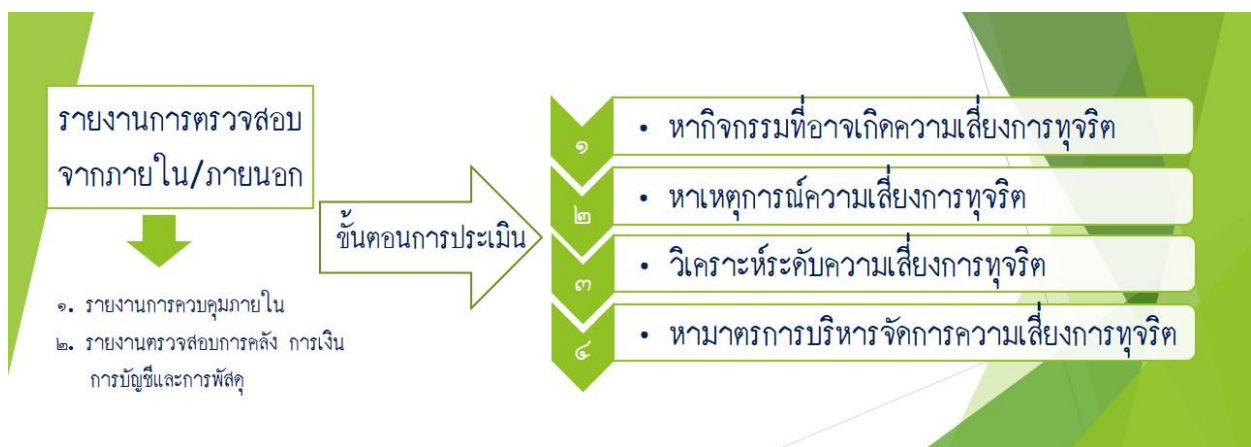 รายงานการตรวจสอบ
จากภายใน/ภายนอก
๑. รายงานการควบคุมภายใน
๒. รายงานตรวจสอบการคลัง การเงิน
การบัญชีและการพัสดุ
ขั้นตอนการประเมิน
๑
• หากิจกรรมที่อาจเกิดความเสี่ยงการทุจริต
๒
• หาเหตุการณ์ความเสี่ยงการทุจริต
๓
• วิเคราะห์ระดับความเสี่ยงการทุจริต
๔
• หามาตรการบริหารจัดการความเสี่ยงการทุจริต